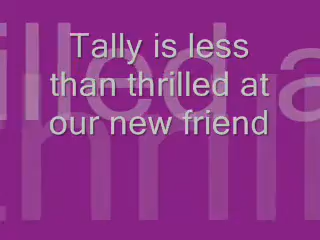 Tally is less
than thrilled at
our new friend